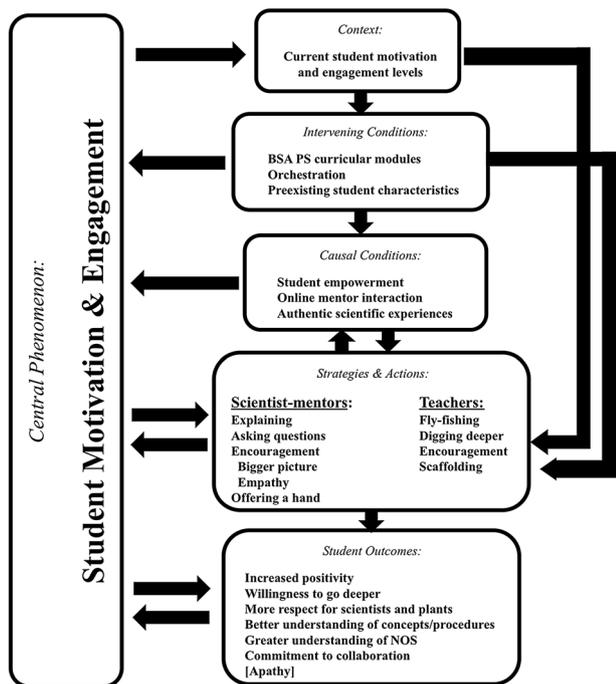 Central Phenomenon:
Student Motivation & Engagement
Context:
Current student motivation
and engagement levels
Intervening Conditions:
BSA PS curricular modules
Orchestration
Preexisting student characteristics
Causal Conditions:
Student empowerment
Online mentor interaction
Authentic scientific experiences
Strategies & Actions:
Scientist-mentors:
Explaining
Asking questions
Encouragement
Bigger picture
Empathy
Offering a hand
Teachers:
Fly-fishing
Digging deeper
Encouragement
Scaffolding
Student Outcomes:
Increased positivity
Willingness to go deeper
More respect for scientists and plants
Better understanding of concepts/procedures
Greater understanding of NOS
Commitment to collaboration
[Apathy]